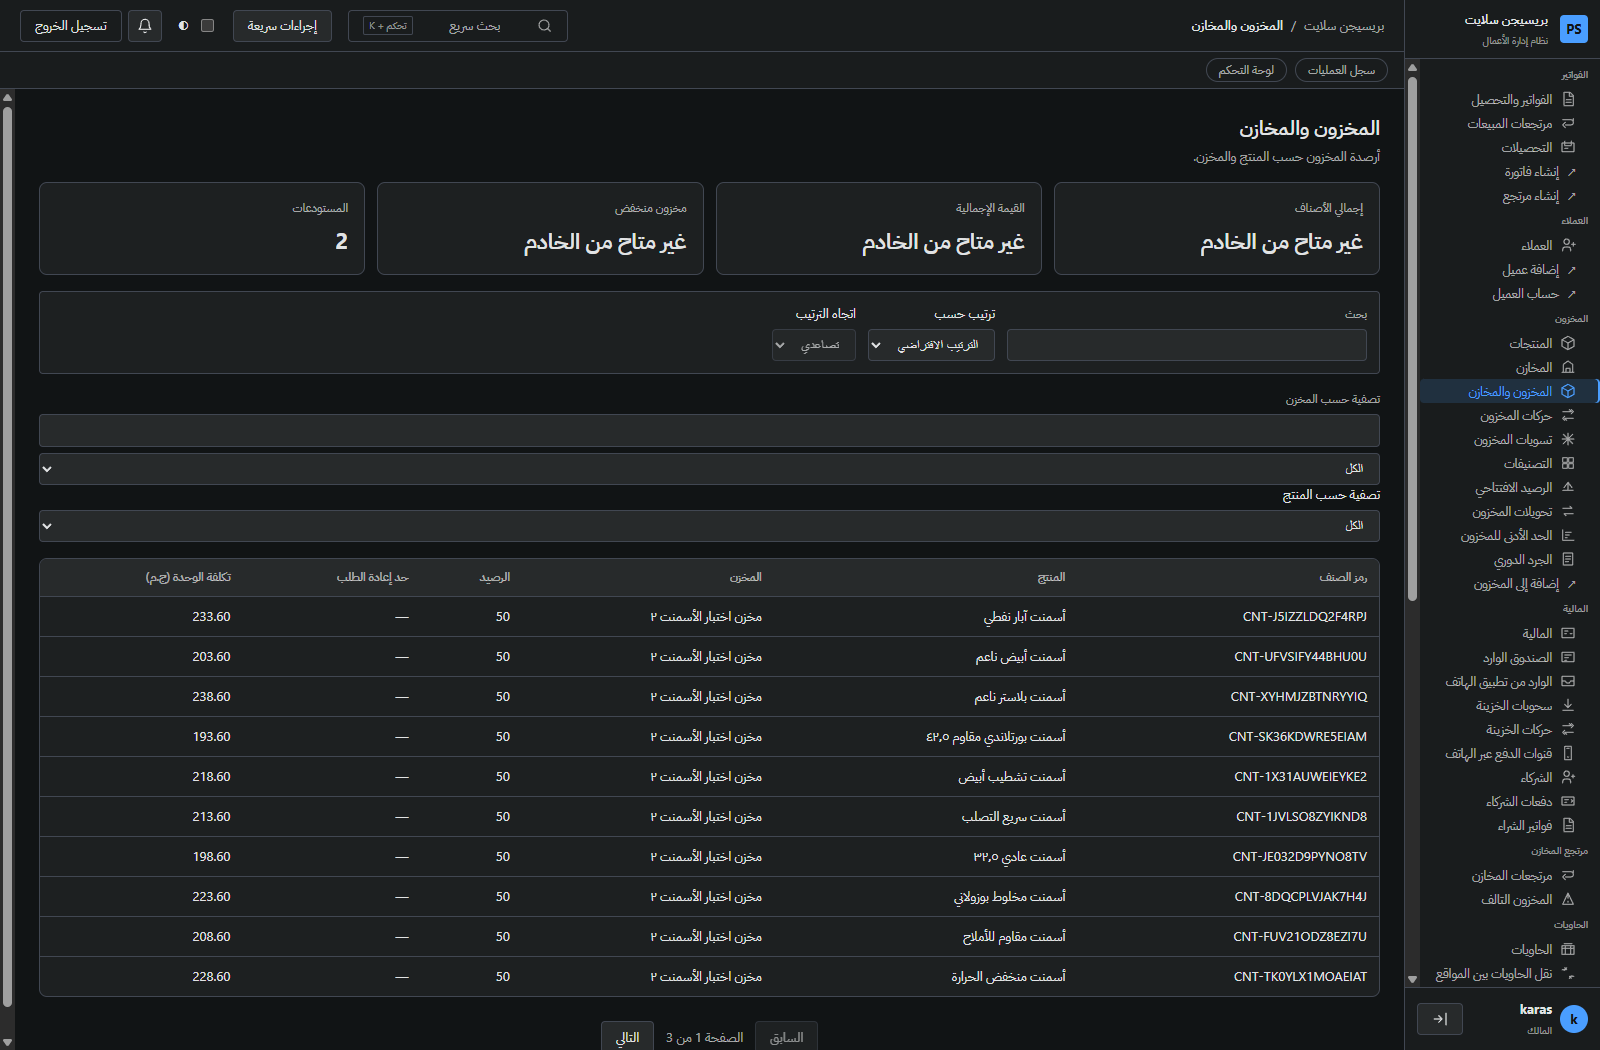 PS
بريسيجن سلايت
نظام إدارة الأعمال
بريسيجن سلايت / المخزون والمخازن
بحث سريع
تحكم + K
إجراءات سريعة
تسجيل الخروج
سجل العمليات
لوحة التحكم
الفواتير
الفواتير والتحصيل
مرتجعات المبيعات
التحصيلات
إنشاء فاتورة
إنشاء مرتجع
العملاء
العملاء
إضافة عميل
حساب العميل
المخزون
المنتجات
المخازن
المخزون والمخازن
حركات المخزون
تسويات المخزون
التصنيفات
الرصيد الافتتاحي
تحويلات المخزون
الحد الأدنى للمخزون
الجرد الدوري
إضافة إلى المخزون
المالية
المالية
الصندوق الوارد
الوارد من تطبيق الهاتف
سحوبات الخزينة
حركات الخزينة
قنوات الدفع عبر الهاتف
الشركاء
دفعات الشركاء
فواتير الشراء
مرتجع المخازن
مرتجعات المخازن
المخزون التالف
الحاويات
الحاويات
نقل الحاويات بين المواقع
k
karas
المالك
المخزون والمخازن
أرصدة المخزون حسب المنتج والمخزن.
إجمالي الأصناف
غير متاح من الخادم
القيمة الإجمالية
غير متاح من الخادم
مخزون منخفض
غير متاح من الخادم
المستودعات
2
بحث
ترتيب حسب
الترتيب الافتراضي
اتجاه الترتيب
تصاعدي
تصفية حسب المخزن
الكل
تصفية حسب المنتج
الكل
رمز الصنف المنتج المخزن الرصيد حد إعادة الطلب تكلفة الوحدة (ج.م)
CNT-J5IZZLDQ2F4RPJ أسمنت آبار نفطي مخزن اختبار الأسمنت ٢ 50 — 233.60
CNT-UFVSIFY44BHU0U أسمنت أبيض ناعم مخزن اختبار الأسمنت ٢ 50 — 203.60
CNT-XYHMJZBTNRYYIQ أسمنت بلاستر ناعم مخزن اختبار الأسمنت ٢ 50 — 238.60
CNT-SK36KDWRE5EIAM أسمنت بورتلاندي مقاوم ٤٢,٥ مخزن اختبار الأسمنت ٢ 50 — 193.60
CNT-1X31AUWEIEYKE2 أسمنت تشطيب أبيض مخزن اختبار الأسمنت ٢ 50 — 218.60
CNT-1JVLSO8ZYIKND8 أسمنت سريع التصلب مخزن اختبار الأسمنت ٢ 50 — 213.60
CNT-JE032D9PYNO8TV أسمنت عادي ٣٢,٥ مخزن اختبار الأسمنت ٢ 50 — 198.60
CNT-8DQCPLVJAK7H4J أسمنت مخلوط بوزولاني مخزن اختبار الأسمنت ٢ 50 — 223.60
CNT-FUV21ODZ8EZI7U أسمنت مقاوم للأملاح مخزن اختبار الأسمنت ٢ 50 — 208.60
CNT-TK0YLX1MOAEIAT أسمنت منخفض الحرارة مخزن اختبار الأسمنت ٢ 50 — 228.60
السابق
الصفحة 1 من 3
التالي